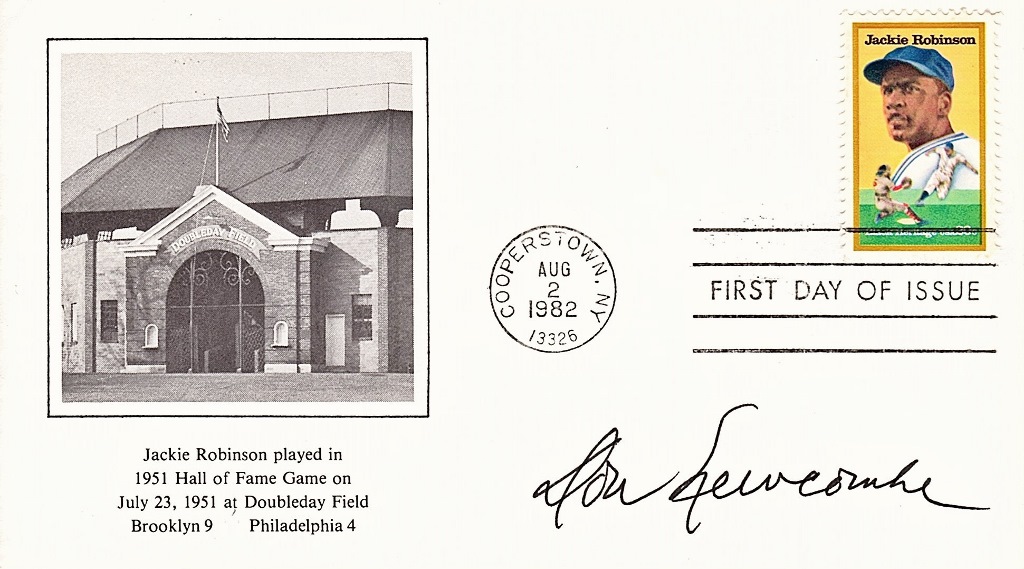 Jackie Robinson
DOUBLEDAY FIELD
COOPERSTOWN, NY
AUG
2
1982
13326
FIRST DAY OF ISSUE
Don Newcombe
Jackie Robinson played in
1951 Hall of Fame Game on
July 23, 1951 at Doubleday Field
Brooklyn 9 Philadelphia 4